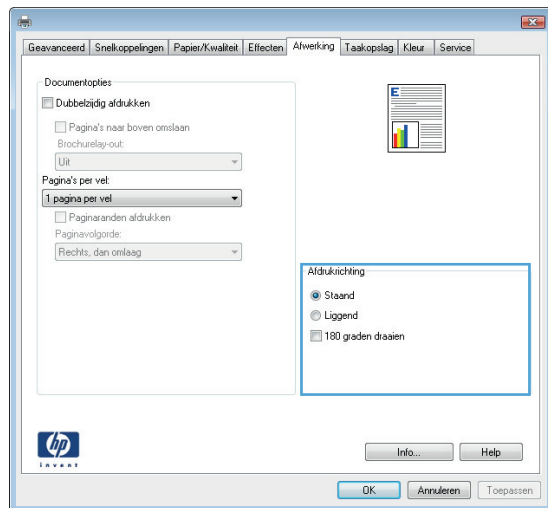 Geavanceerd Snelkoppelingen Papier/Kwaliteit Effecten Afwerking Taakopslag Kleur Service
Documentopties
Dubbelzijdig afdrukken
Pagina's naar boven omslaan
Brochurelay-out:
Uit
Pagina's per vel:
1 pagina per vel
Paginaranden afdrukken
Paginavolgorde:
Rechts, dan omlaag
E
Afdrukrichting
Staand
Liggend
180 graden draaien
hp
invent
Info... Help
OK Annuleren Toepassen